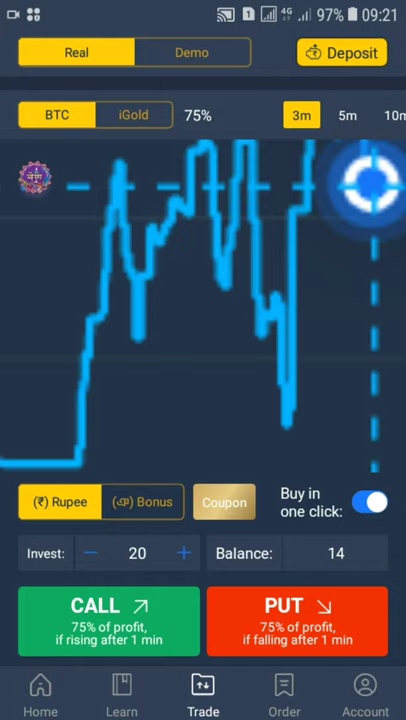 4G 97% 09:21
Real Demo Deposit
BTC iGold 75% 3m 5m 10m
(₹) Rupee Bonus Coupon Buy in
one click:
Invest: − 20 + Balance: 14
CALL PUT
75% of profit, 75% of profit,
if rising after 1 min if falling after 1 min
Home Learn Trade Order Account